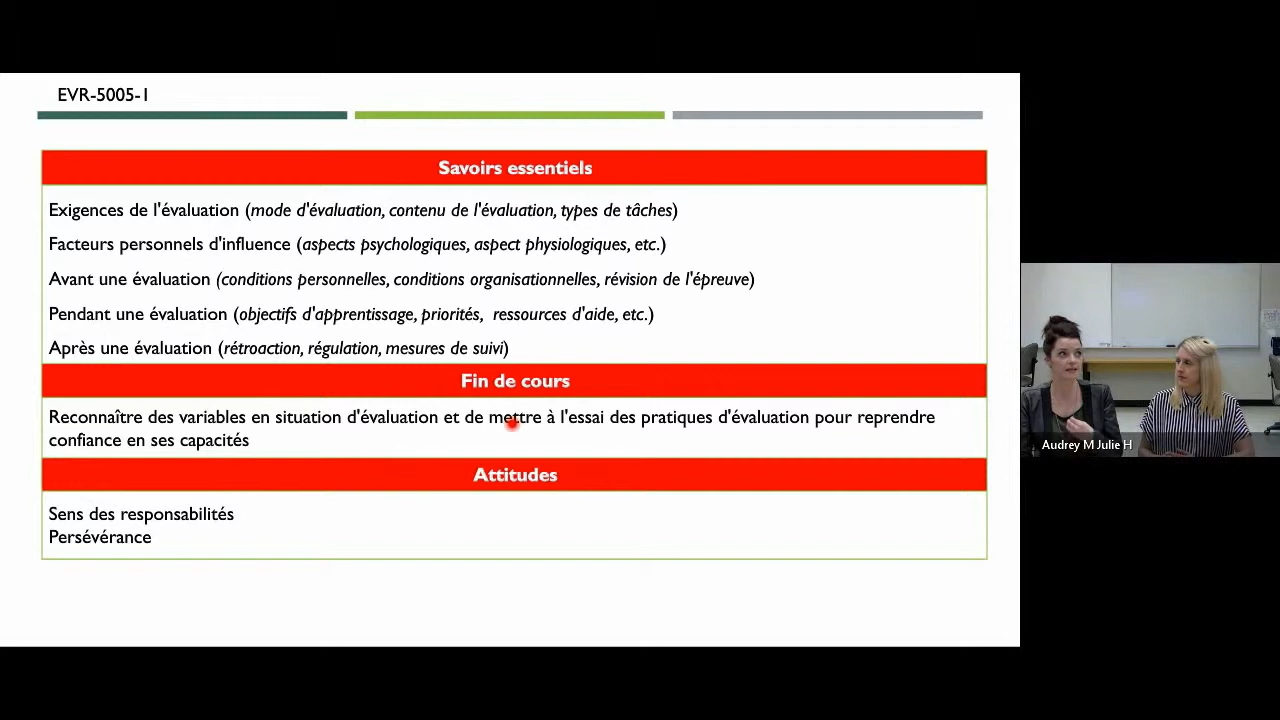 EVR-5005-1
Savoirs essentiels
Exigences de l'évaluation (mode d'évaluation, contenu de l'évaluation, types de tâches)
Facteurs personnels d'influence (aspects psychologiques, aspect physiologiques, etc.)
Avant une évaluation (conditions personnelles, conditions organisationnelles, révision de l'épreuve)
Pendant une évaluation (objectifs d'apprentissage, priorités, ressources d'aide, etc.)
Après une évaluation (rétroaction, régulation, mesures de suivi)
Fin de cours
Reconnaître des variables en situation d'évaluation et de mettre à l'essai des pratiques d'évaluation pour reprendre
confiance en ses capacités
Attitudes
Sens des responsabilités
Persévérance
Audrey M Julie H